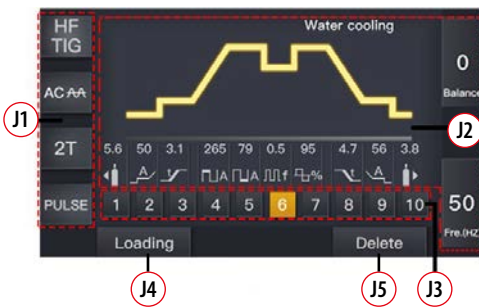 HF
TIG
Water cooling
0
Balance
AC
J1
J2
2T
5.6 50 3.1 265 79 0.5 95 4.7 56 3.8
A A A f % A
PULSE
1 2 3 4 5 6 7 8 9 10
50
Fre.(HZ)
Loading
Delete
J4
J5
J3